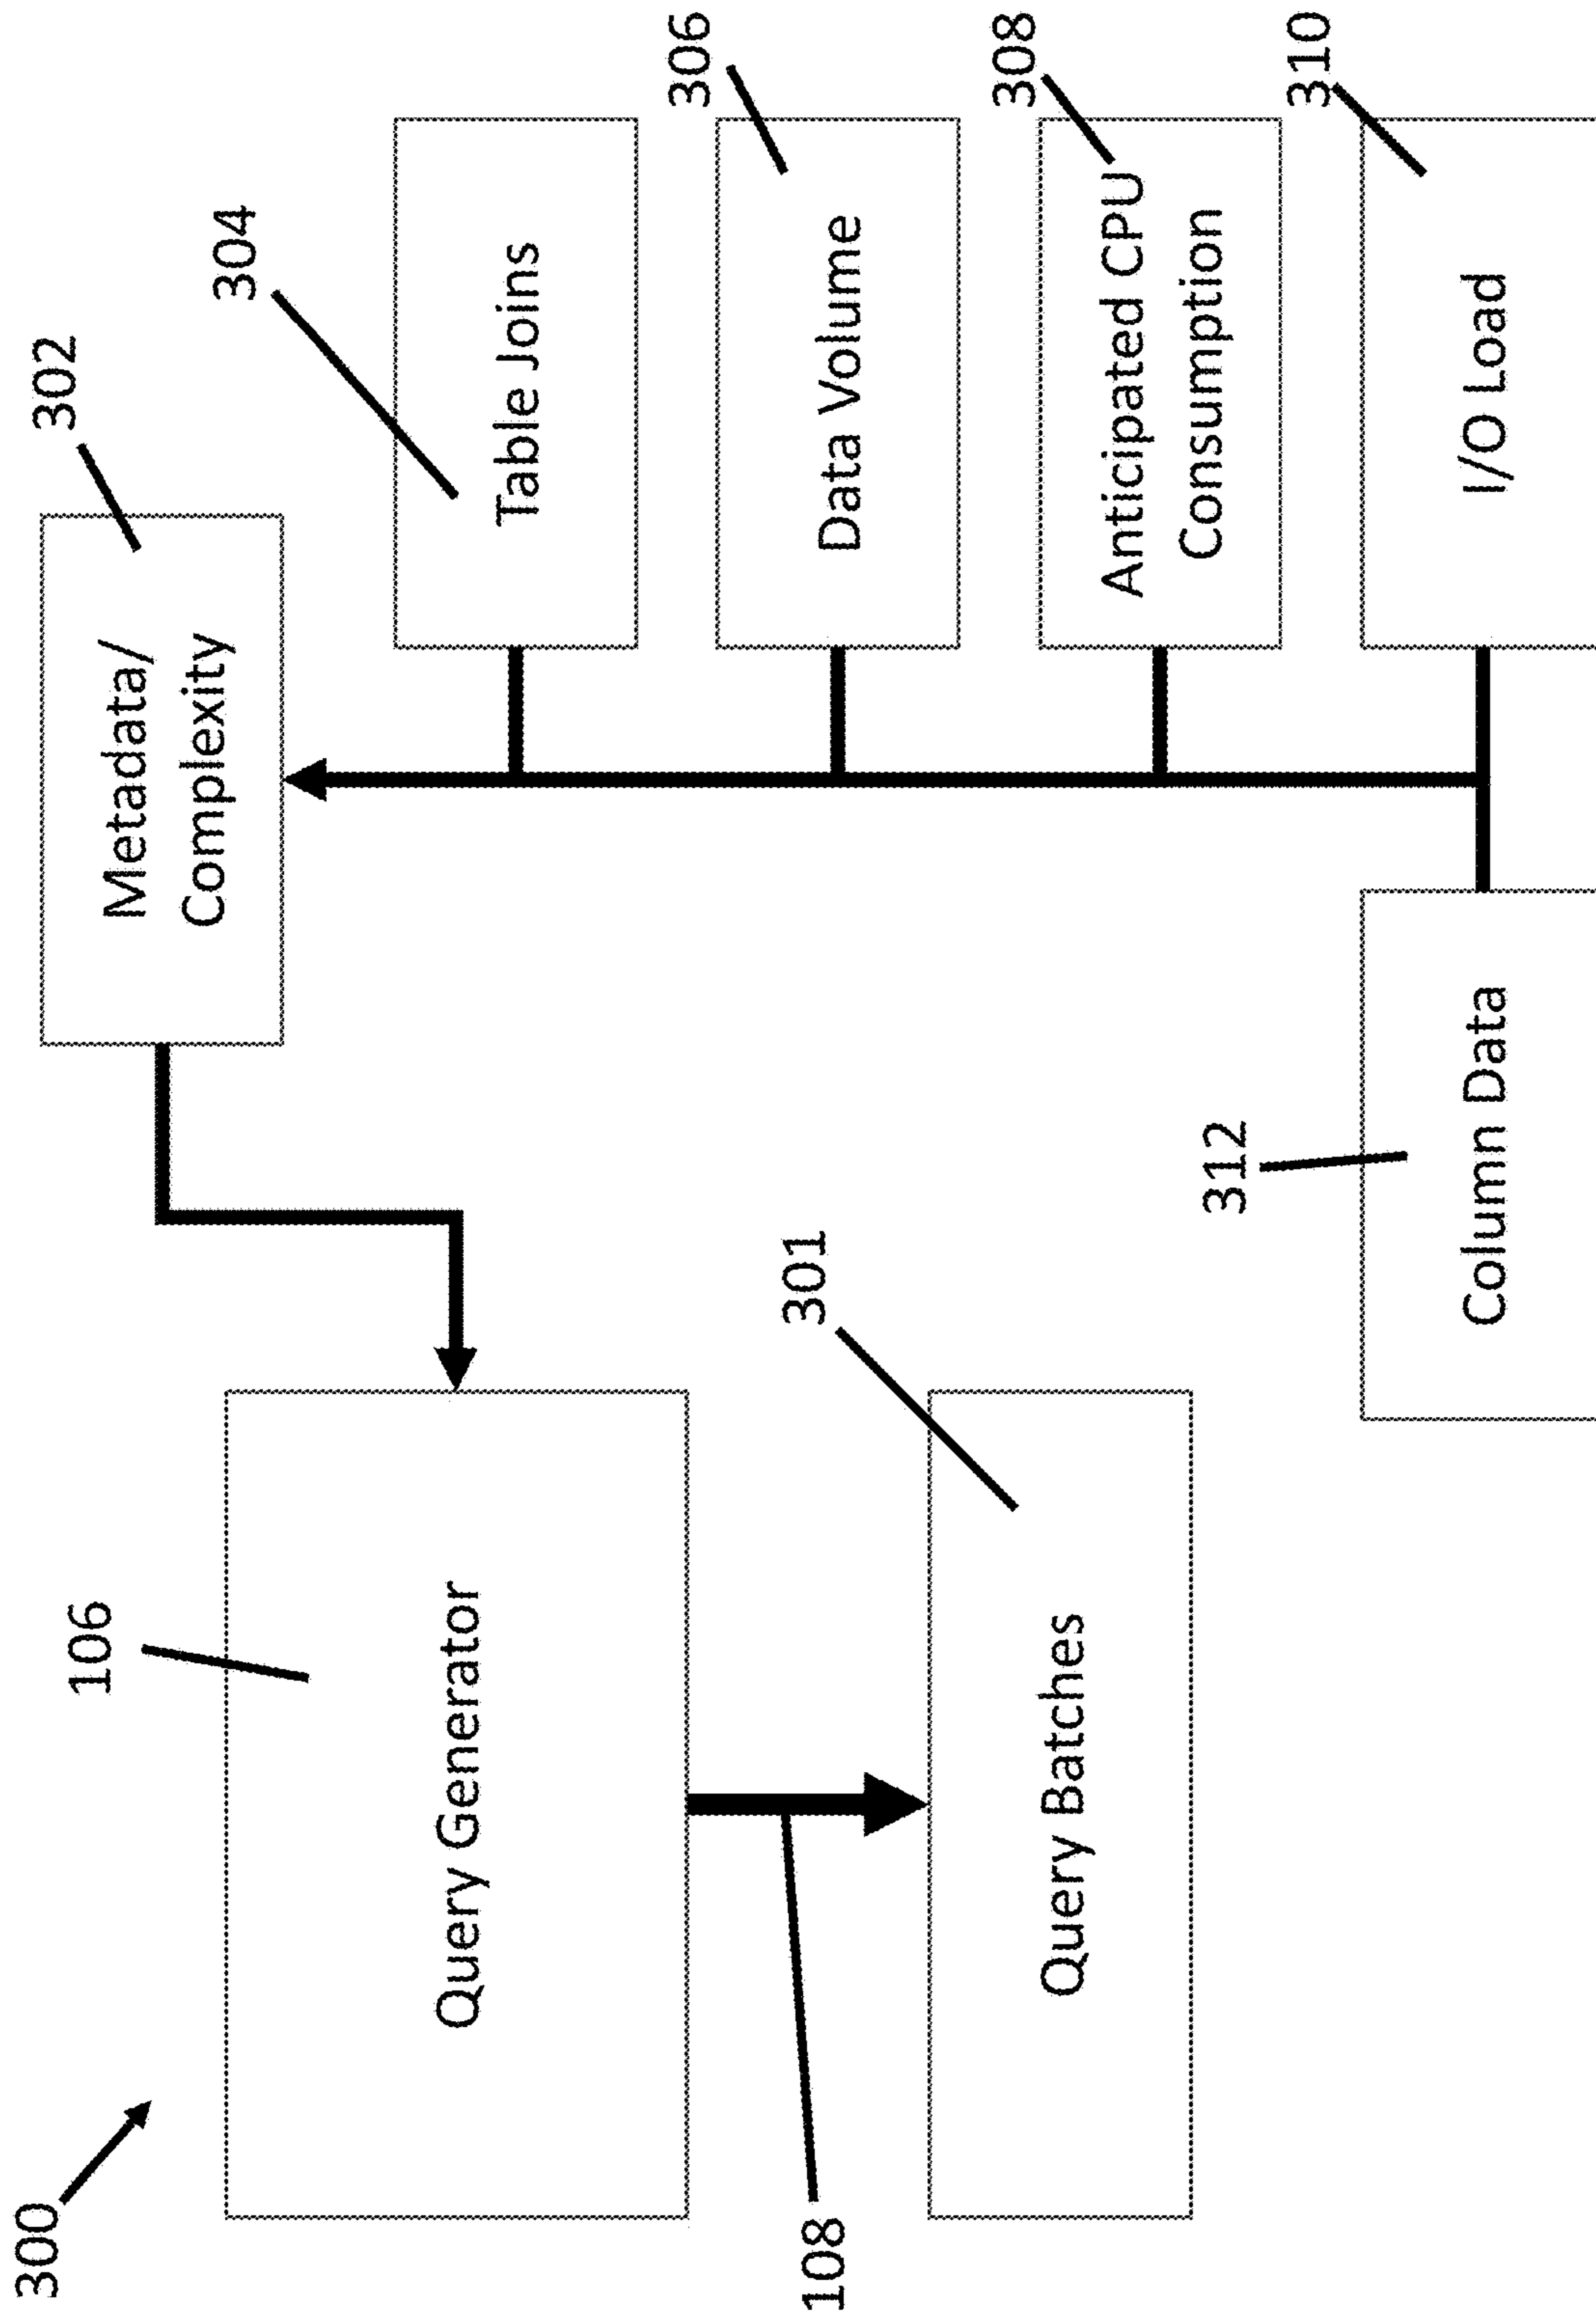 300
106
Query Generator
108
301
Query Batches
302
Metadata/
Complexity
304
Table Joins
306
Data Volume
308
Anticipated CPU
Consumption
310
I/O Load
312
Column Data